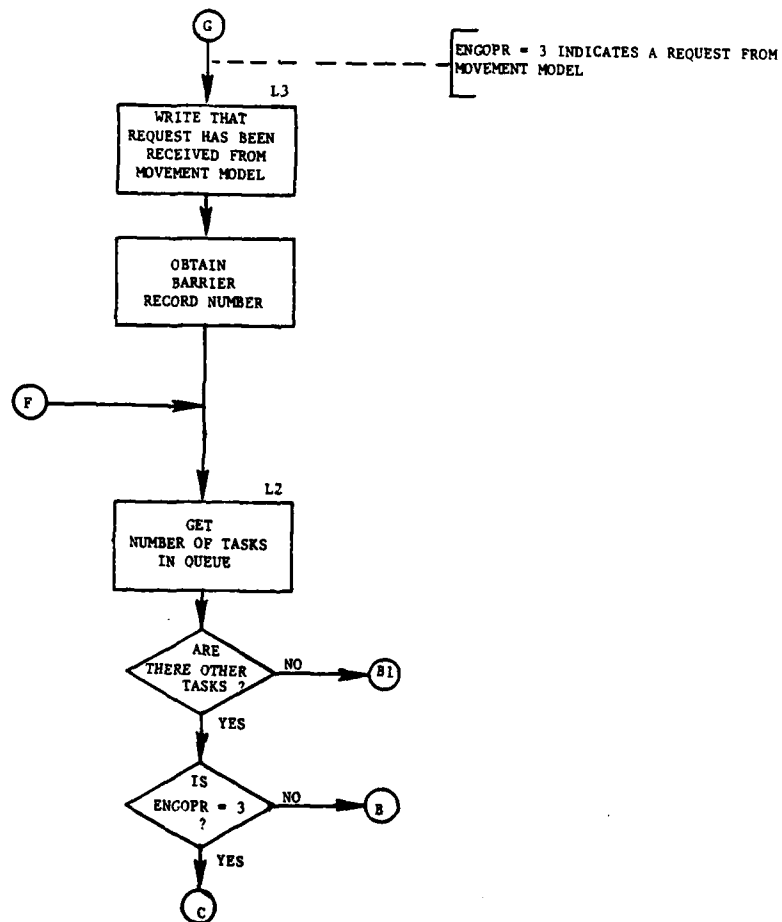 G
ENGOPR = 3 INDICATES A REQUEST FROM
MOVEMENT MODEL
L3
WRITE THAT
REQUEST HAS BEEN
RECEIVED FROM
MOVEMENT MODEL
OBTAIN
BARRIER
RECORD NUMBER
F
L2
GET
NUMBER OF TASKS
IN QUEUE
ARE
THERE OTHER
TASKS ?
NO
B1
YES
IS
ENGOPR = 3
?
NO
B
YES
C